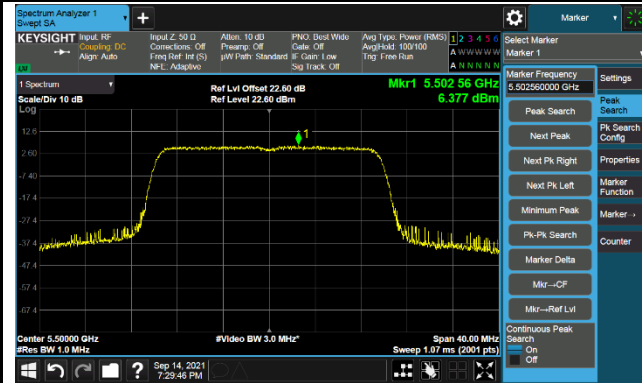 Spectrum Analyzer 1
Swept SA
Marker
KEYSIGHT
Input: RF
Coupling: DC
Align: Auto
Input Z: 50 Ω
Corrections: Off
Freq Ref: Int (S)
NFE: Adaptive
Atten: 10 dB
Preamp: Off
µW Path: Standard
PNO: Best Wide
Gate: Off
IF Gain: Low
Sig Track: Off
Avg Type: Power (RMS)
Avg|Hold: 100/100
Trig: Free Run
1 2 3 4 5 6
A W W W W W
A N N N N N
Select Marker
Marker 1
1 Spectrum
Scale/Div 10 dB
Log
Ref Lvl Offset 22.60 dB
Ref Level 22.60 dBm
Mkr1 5.502 56 GHz
6.377 dBm
12.6
2.60
-7.40
-17.4
-27.4
-37.4
-47.4
-57.4
-67.4
1
Center 5.50000 GHz
#Res BW 1.0 MHz
#Video BW 3.0 MHz*
Span 40.00 MHz
Sweep 1.07 ms (2001 pts)
Marker Frequency
5.502560000 GHz
Peak Search
Next Peak
Next Pk Right
Next Pk Left
Minimum Peak
Pk-Pk Search
Marker Delta
Mkr→CF
Mkr→Ref Lvl
Continuous Peak
Search
On
Off
Settings
Peak
Search
Pk Search
Config
Properties
Marker
Function
Marker→
Counter
Sep 14, 2021
7:29:46 PM